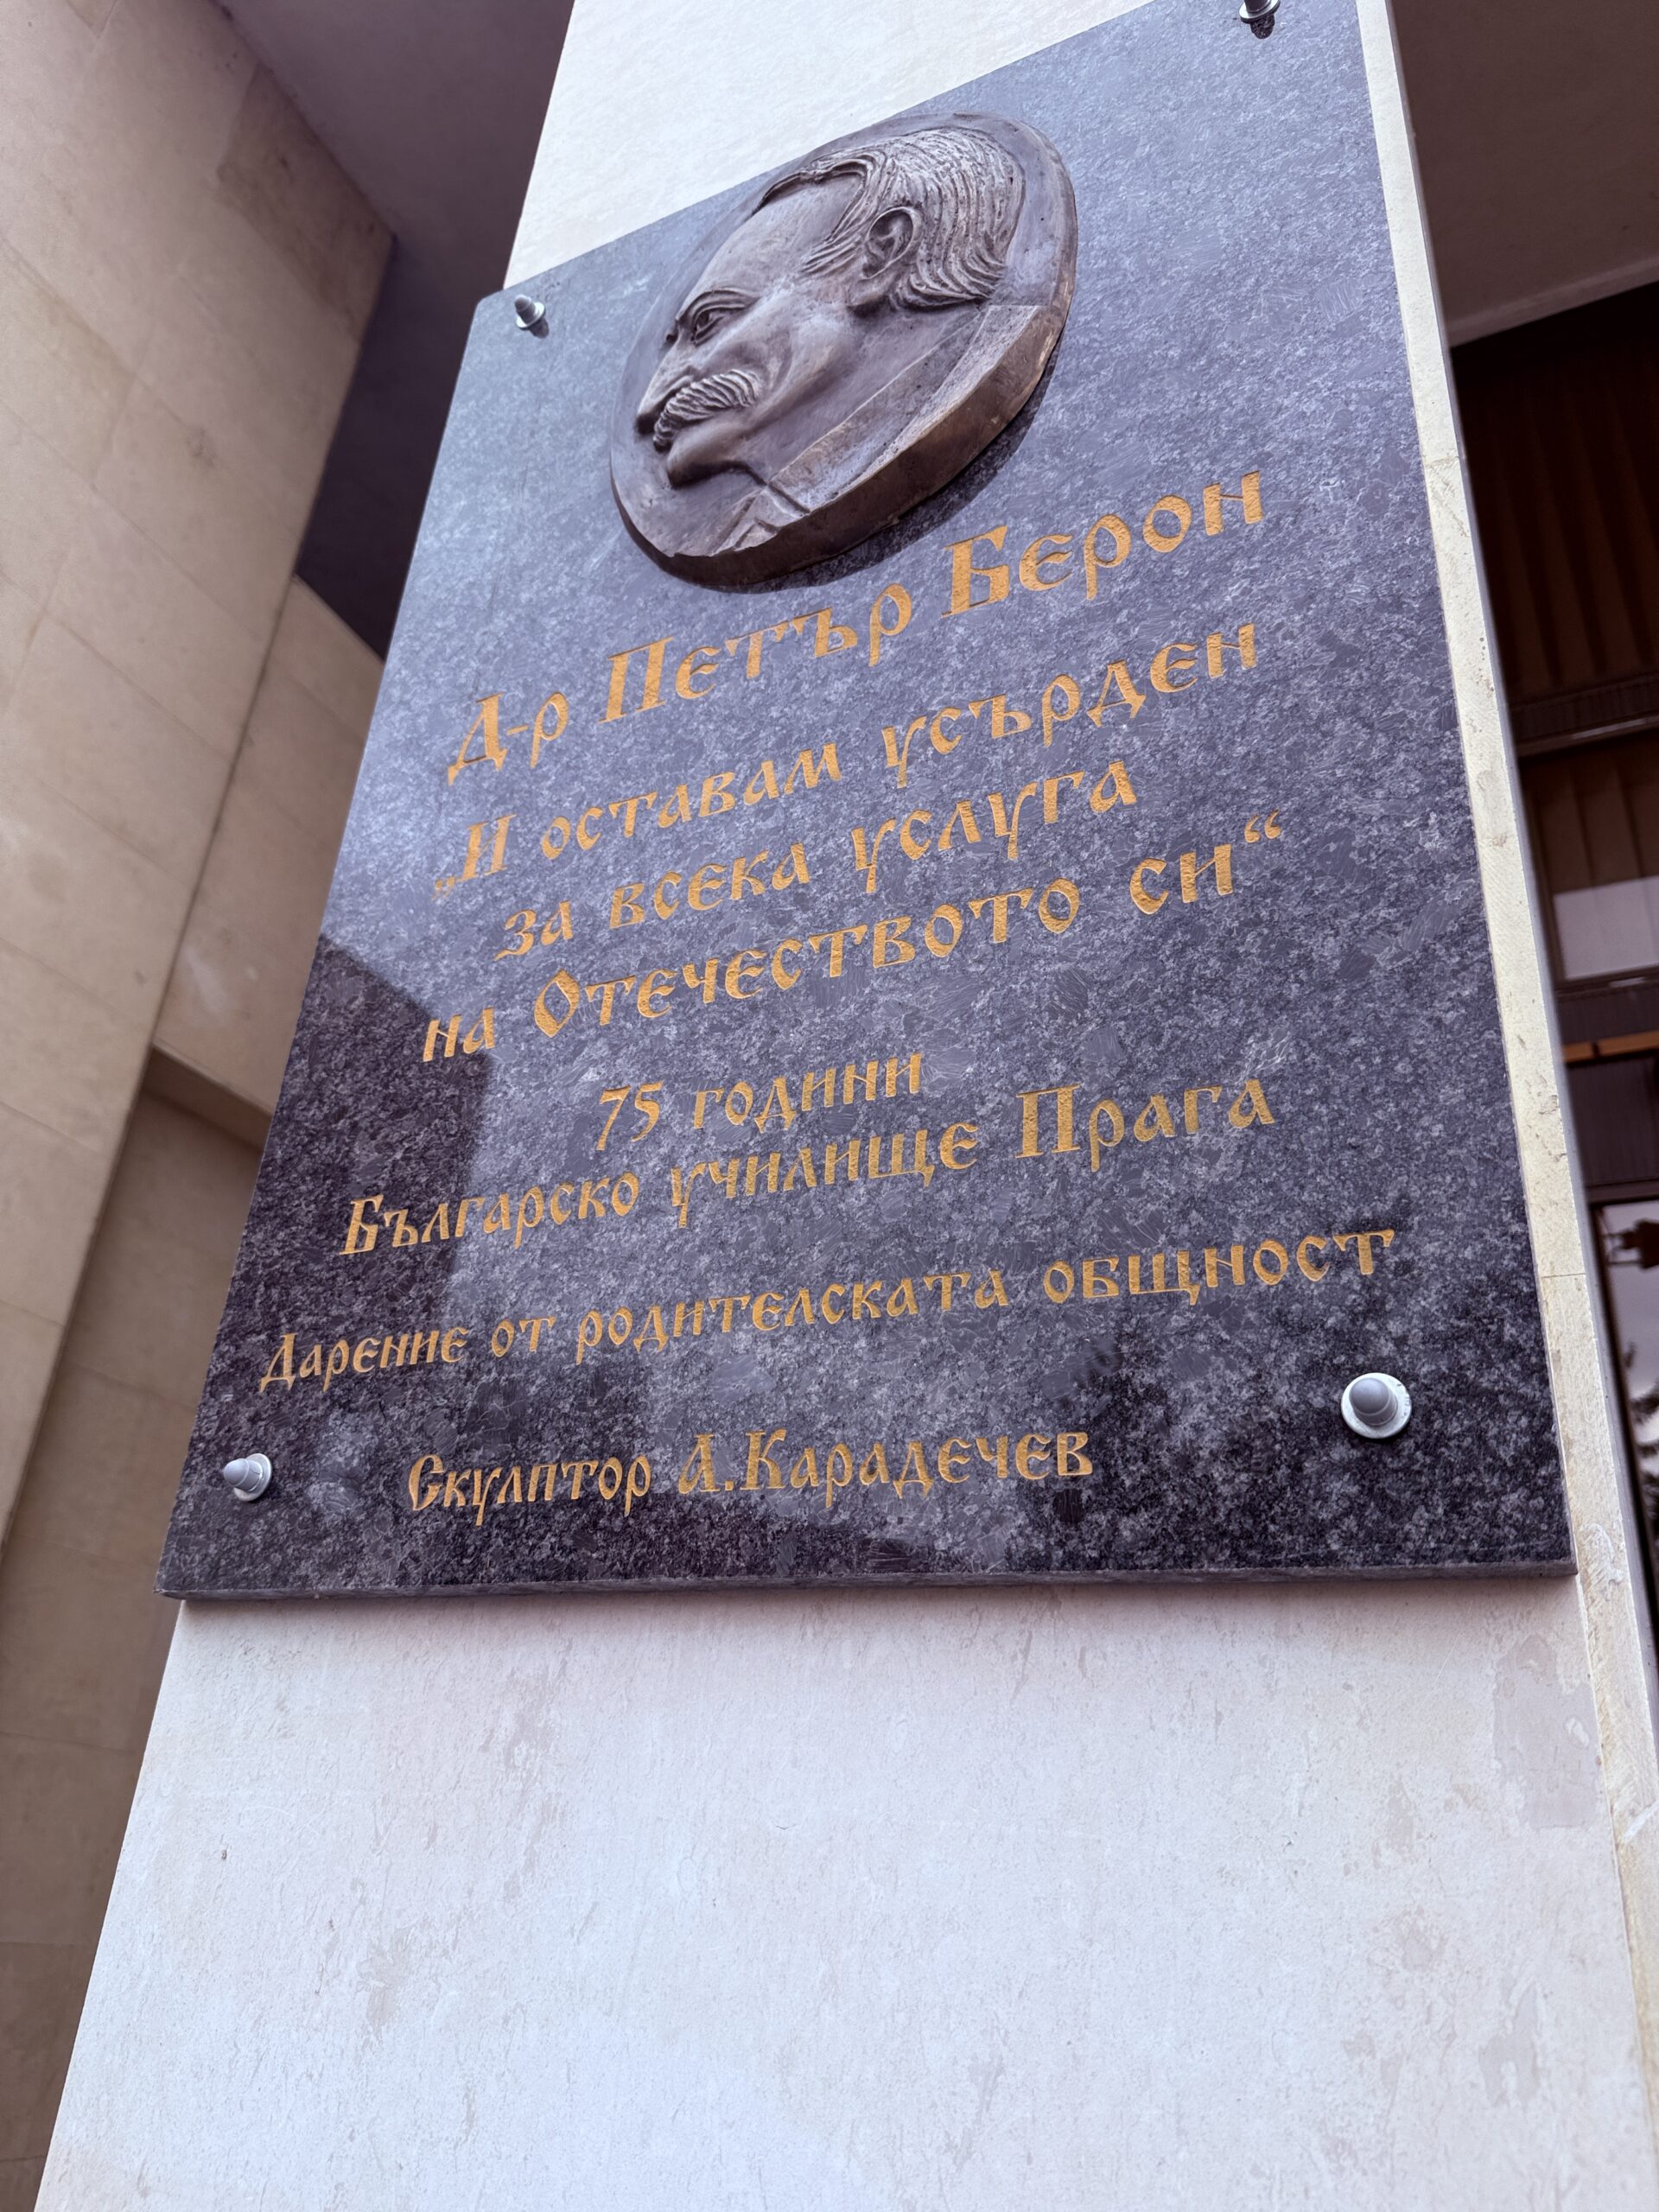 Д-р Петър Берон
„И оставам усърден
за всека услуга
на Отечеството си“
75 години
Българско училище Прага
Дарение от родителската общност
Скулптор А.Карадечев